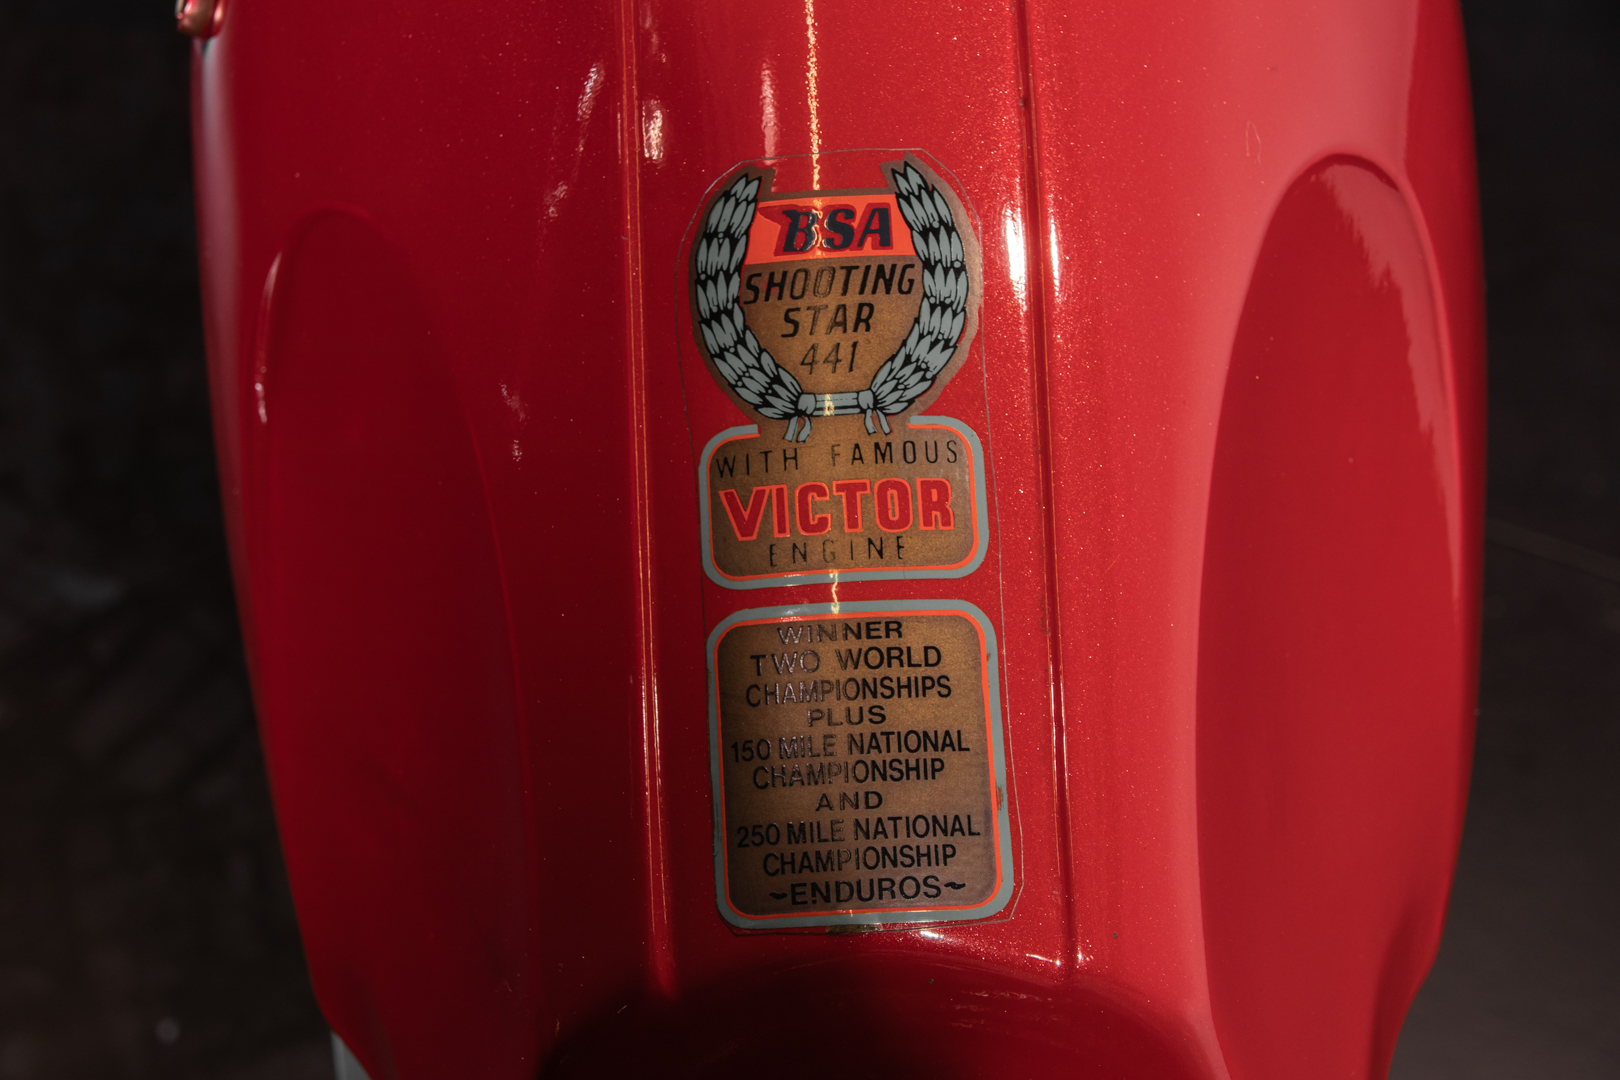 BSA
SHOOTING
STAR
441
WITH FAMOUS
VICTOR
ENGINE
WINNER
TWO WORLD
CHAMPIONSHIPS
PLUS
150 MILE NATIONAL
CHAMPIONSHIP
AND
250 MILE NATIONAL
CHAMPIONSHIP
~ENDUROS~